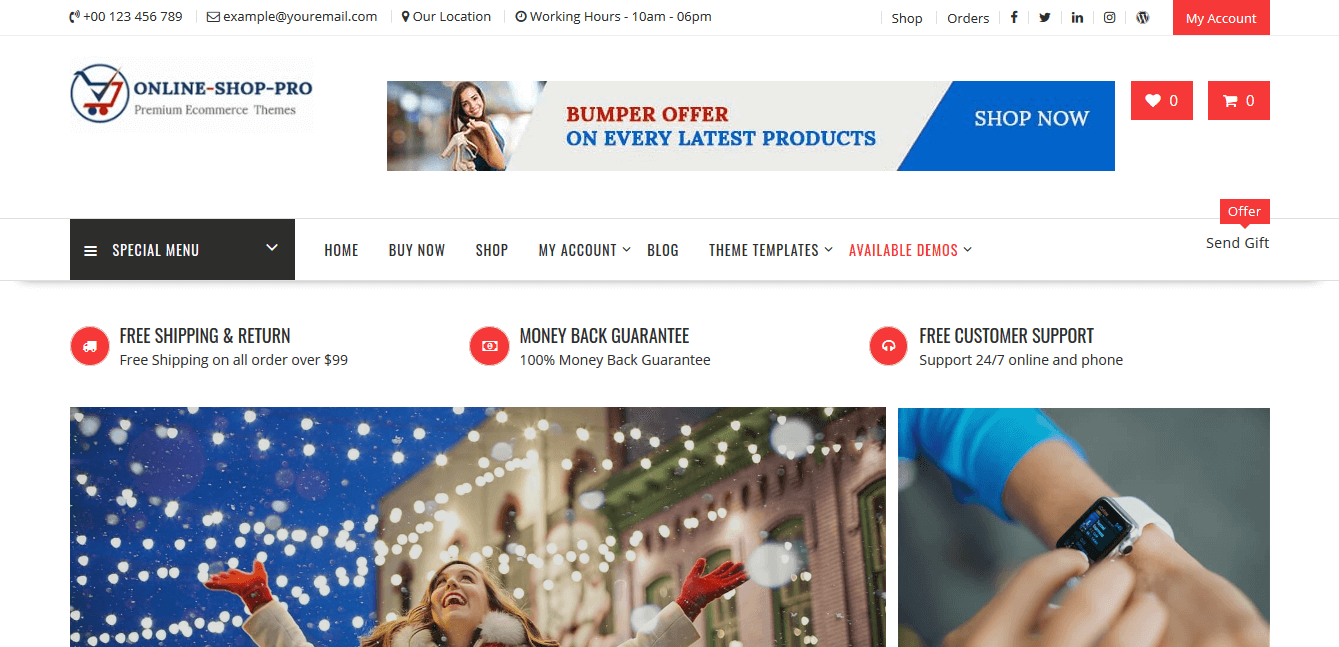 +00 123 456 789 example@youremail.com Our Location Working Hours - 10am - 06pm Shop Orders My Account
ONLINE-SHOP-PRO
Premium Ecommerce Themes
BUMPER OFFER
ON EVERY LATEST PRODUCTS
SHOP NOW
0 0
Offer
Send Gift
SPECIAL MENU HOME BUY NOW SHOP MY ACCOUNT BLOG THEME TEMPLATES AVAILABLE DEMOS
FREE SHIPPING & RETURN
Free Shipping on all order over $99
MONEY BACK GUARANTEE
100% Money Back Guarantee
FREE CUSTOMER SUPPORT
Support 24/7 online and phone